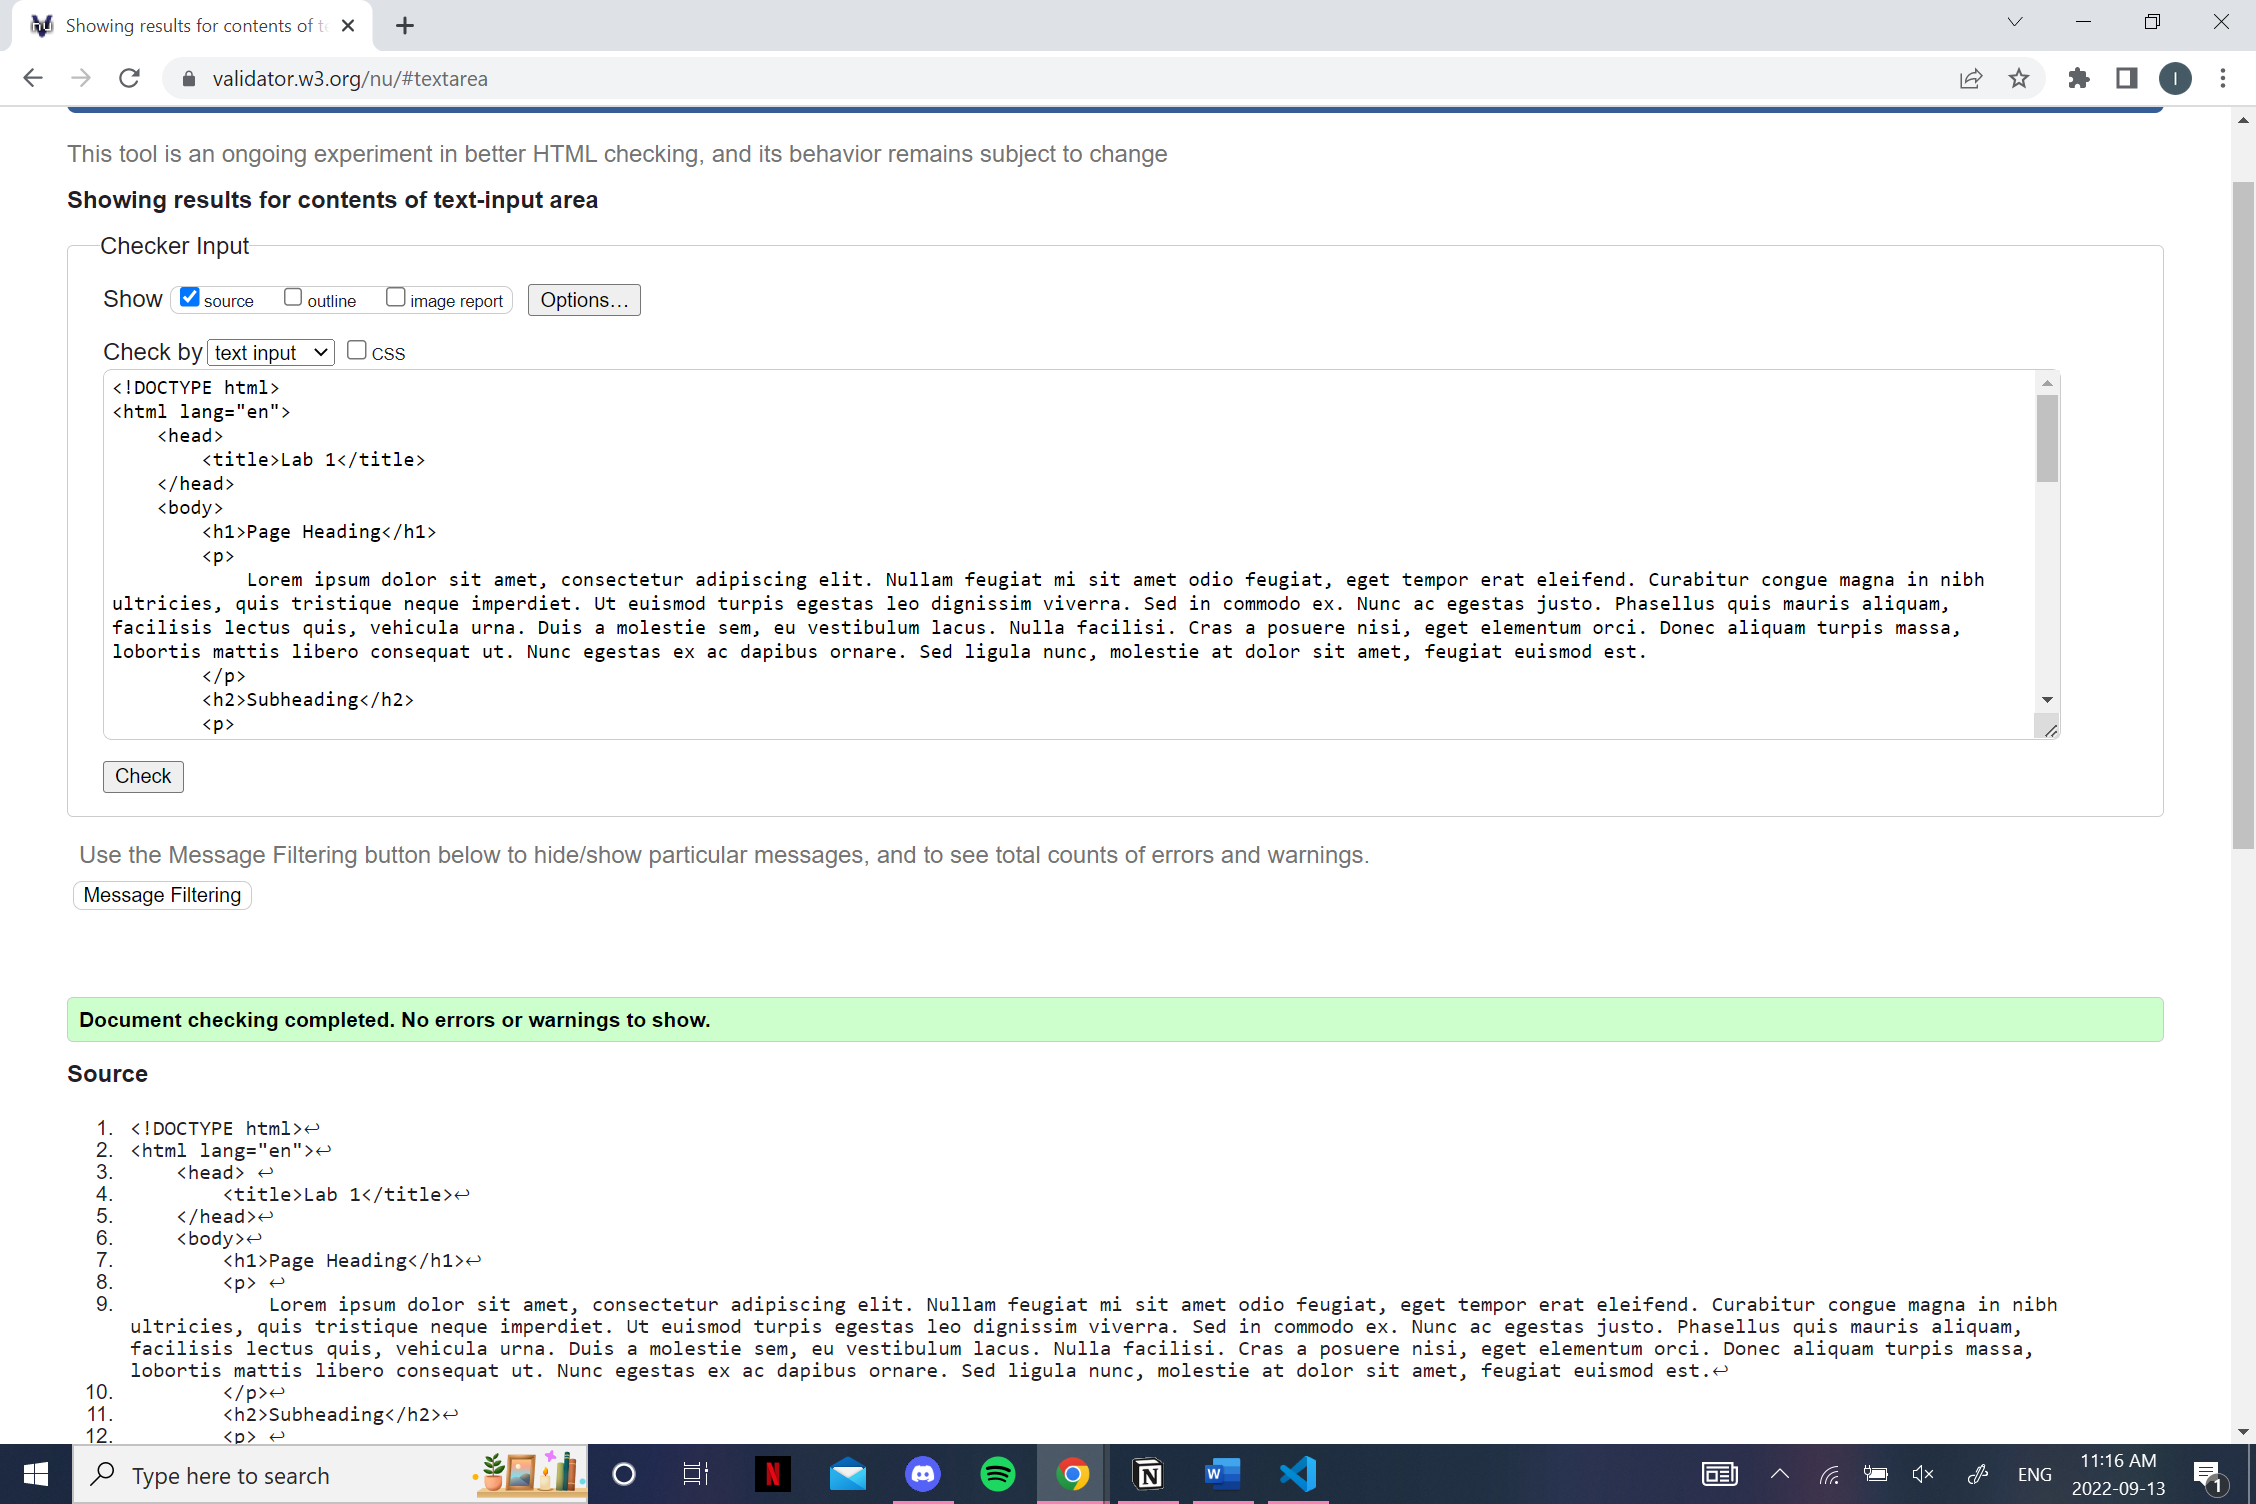 Showing results for contents of te
validator.w3.org/nu/#textarea
I
This tool is an ongoing experiment in better HTML checking, and its behavior remains subject to change
Showing results for contents of text-input area
Checker Input
Show source outline image report Options...
Check by text input CSS
<!DOCTYPE html>
<html lang="en">
    <head>
        <title>Lab 1</title>
    </head>
    <body>
        <h1>Page Heading</h1>
        <p>
            Lorem ipsum dolor sit amet, consectetur adipiscing elit. Nullam feugiat mi sit amet odio feugiat, eget tempor erat eleifend. Curabitur congue magna in nibh
ultricies, quis tristique neque imperdiet. Ut euismod turpis egestas leo dignissim viverra. Sed in commodo ex. Nunc ac egestas justo. Phasellus quis mauris aliquam,
facilisis lectus quis, vehicula urna. Duis a molestie sem, eu vestibulum lacus. Nulla facilisi. Cras a posuere nisi, eget elementum orci. Donec aliquam turpis massa,
lobortis mattis libero consequat ut. Nunc egestas ex ac dapibus ornare. Sed ligula nunc, molestie at dolor sit amet, feugiat euismod est.
        </p>
        <h2>Subheading</h2>
        <p>
Check
Use the Message Filtering button below to hide/show particular messages, and to see total counts of errors and warnings.
Message Filtering
Document checking completed. No errors or warnings to show.
Source
1. <!DOCTYPE html>↩
2. <html lang="en">↩
3.     <head> ↩
4.         <title>Lab 1</title>↩
5.     </head>↩
6.     <body>↩
7.         <h1>Page Heading</h1>↩
8.         <p> ↩
9.             Lorem ipsum dolor sit amet, consectetur adipiscing elit. Nullam feugiat mi sit amet odio feugiat, eget tempor erat eleifend. Curabitur congue magna in nibh
ultricies, quis tristique neque imperdiet. Ut euismod turpis egestas leo dignissim viverra. Sed in commodo ex. Nunc ac egestas justo. Phasellus quis mauris aliquam,
facilisis lectus quis, vehicula urna. Duis a molestie sem, eu vestibulum lacus. Nulla facilisi. Cras a posuere nisi, eget elementum orci. Donec aliquam turpis massa,
lobortis mattis libero consequat ut. Nunc egestas ex ac dapibus ornare. Sed ligula nunc, molestie at dolor sit amet, feugiat euismod est.↩
10.         </p>↩
11.         <h2>Subheading</h2>↩
12.         <p> ↩
Type here to search
N
N
W
ENG
11:16 AM
2022-09-13
1